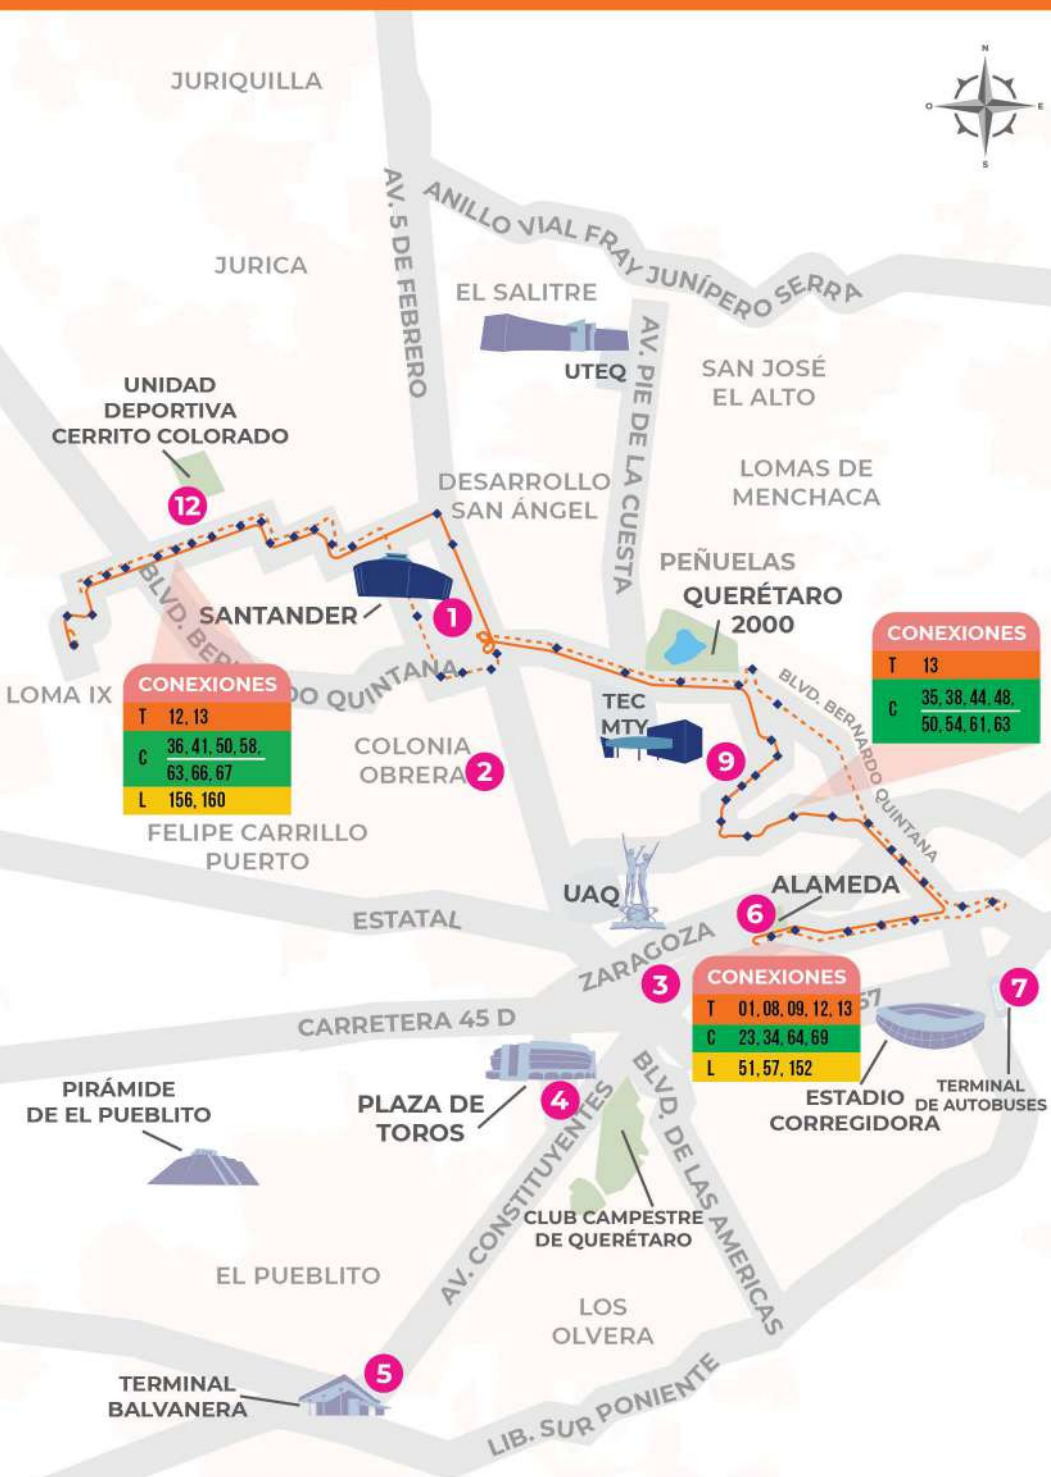 N
O
E
S
JURIQUILLA
AV. 5 DE FEBRERO
ANILLO VIAL FRAY JUNÍPERO SERRA
JURICA
EL SALITRE
UTEQ
AV. PIE DE LA CUESTA
SAN JOSÉ
EL ALTO
UNIDAD
DEPORTIVA
CERRITO COLORADO
12
DESARROLLO
SAN ÁNGEL
LOMAS DE
MENCHACA
PEÑUELAS
QUERÉTARO
2000
BLVD. BERNARDO QUINTANA
SANTANDER
1
LOMA IX
CONEXIONES
T 12, 13
C 36, 41, 50, 58,
63, 66, 67
L 156, 160
CONEXIONES
T 13
C 35, 38, 44, 48,
50, 54, 61, 63
BLVD. BERNARDO QUINTANA
TEC
MTY
9
COLONIA
OBRERA
2
FELIPE CARRILLO
PUERTO
UAQ
ALAMEDA
6
ESTATAL
ZARAGOZA
3
CONEXIONES
T 01, 08, 09, 12, 13
C 23, 34, 64, 69
L 51, 57, 152
57
7
CARRETERA 45 D
ESTADIO
CORREGIDORA
TERMINAL
DE AUTOBUSES
PIRÁMIDE
DE EL PUEBLITO
PLAZA DE
TOROS
4
AV. CONSTITUYENTES
BLVD. DE LAS AMERICAS
CLUB CAMPESTRE
DE QUERÉTARO
EL PUEBLITO
LOS
OLVERA
TERMINAL
BALVANERA
5
LIB. SUR PONIENTE